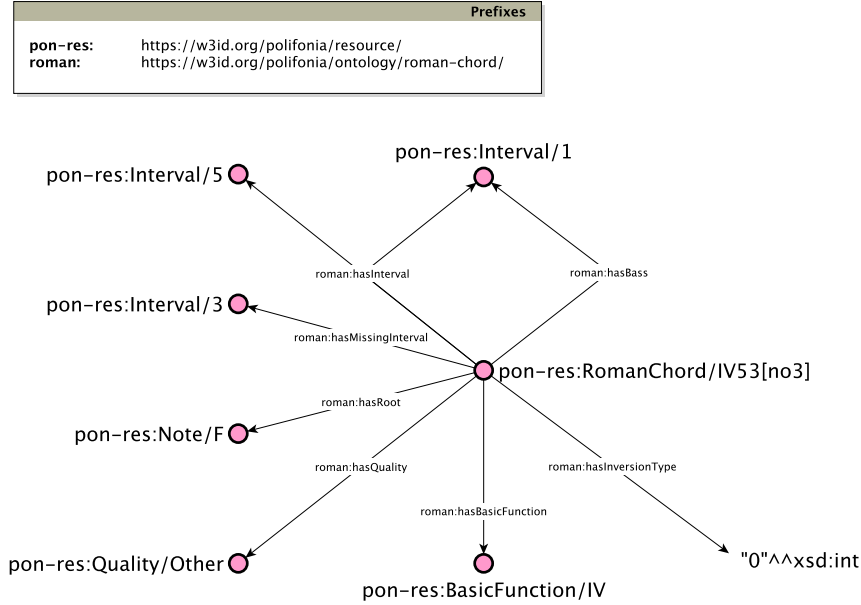 Prefixes
pon-res: https://w3id.org/polifonia/resource/
roman: https://w3id.org/polifonia/ontology/roman-chord/
pon-res:Interval/1
pon-res:Interval/5
roman:hasInterval
roman:hasBass
pon-res:Interval/3
roman:hasMissingInterval
pon-res:RomanChord/IV53[no3]
roman:hasRoot
pon-res:Note/F
roman:hasQuality
roman:hasInversionType
roman:hasBasicFunction
pon-res:Quality/Other
"0"^^xsd:int
pon-res:BasicFunction/IV